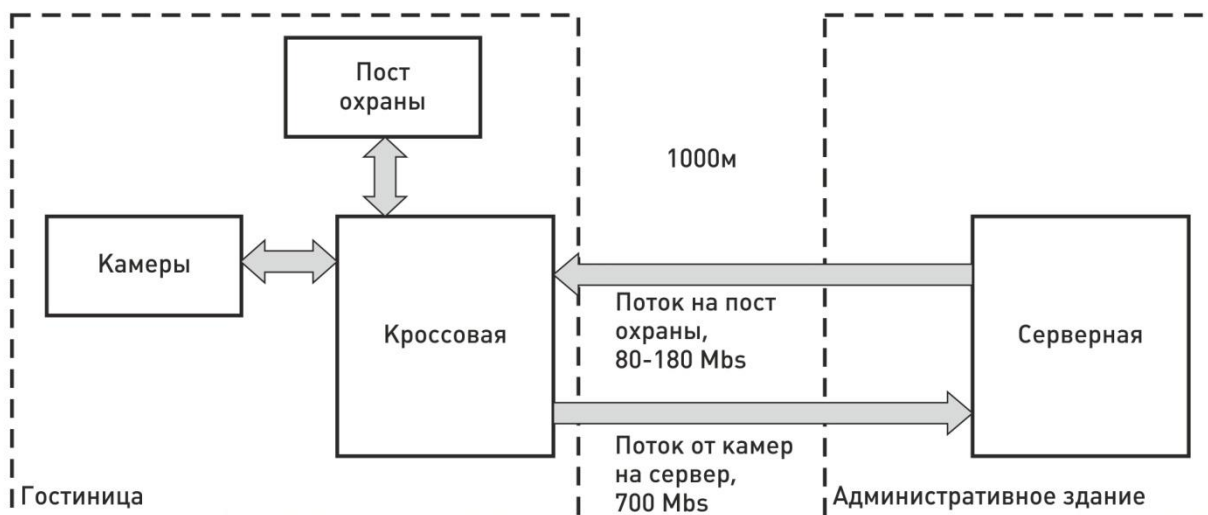 Пост
охраны
1000м
Камеры
Кроссовая
Поток на пост
охраны,
80-180 Mbs
Серверная
Поток от камер
на сервер,
700 Mbs
Гостиница
Административное здание